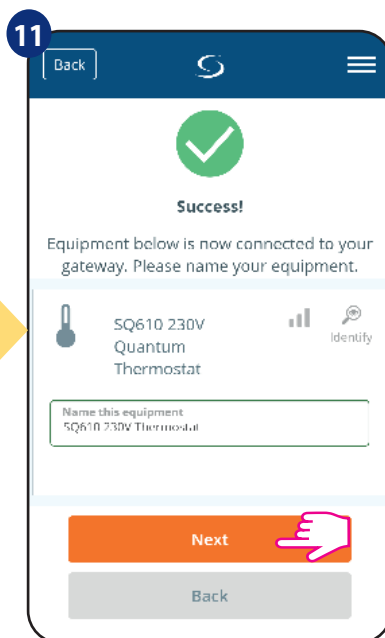 11
Back
Success!
Equipment below is now connected to your
gateway. Please name your equipment.
SQ610 230V
Quantum
Thermostat
Identify
Name this equipment
SQ610 230V Thermostat
Next
Back